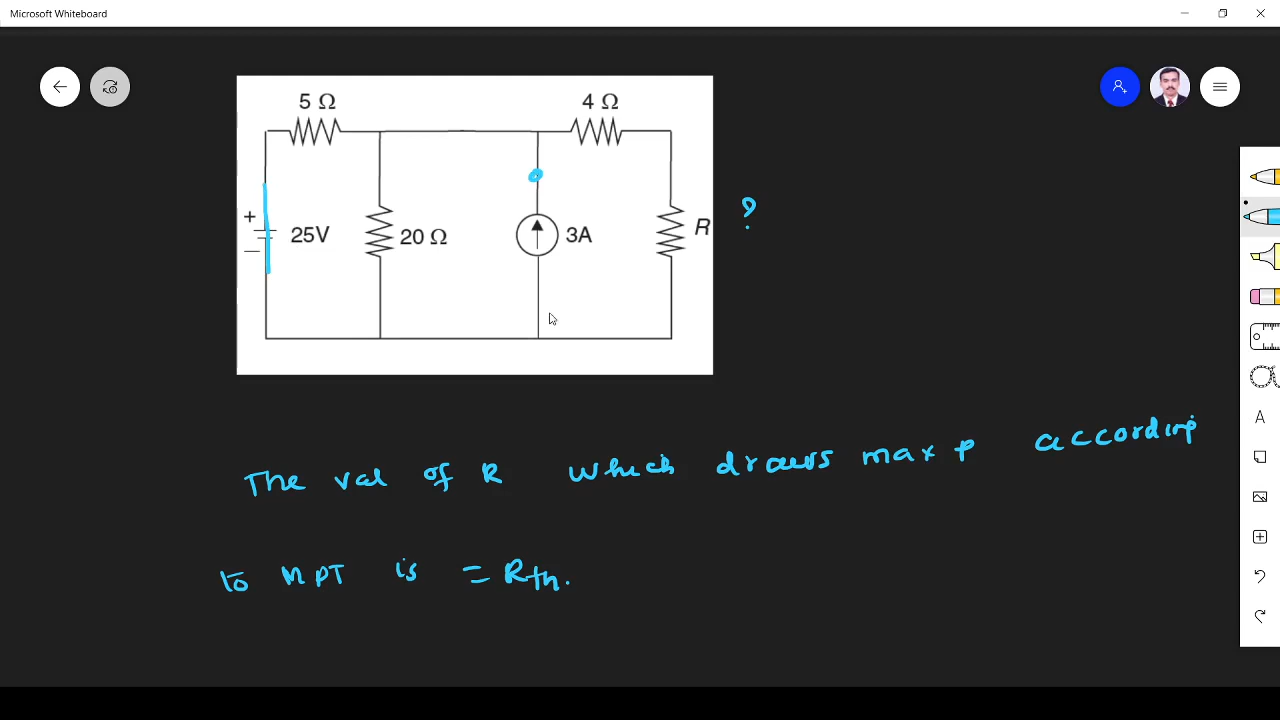 Microsoft Whiteboard
5 Ω
4 Ω
+
25V
20 Ω
3A
R
?
The val of R which draws max p according
to MPT is = Rth.
A